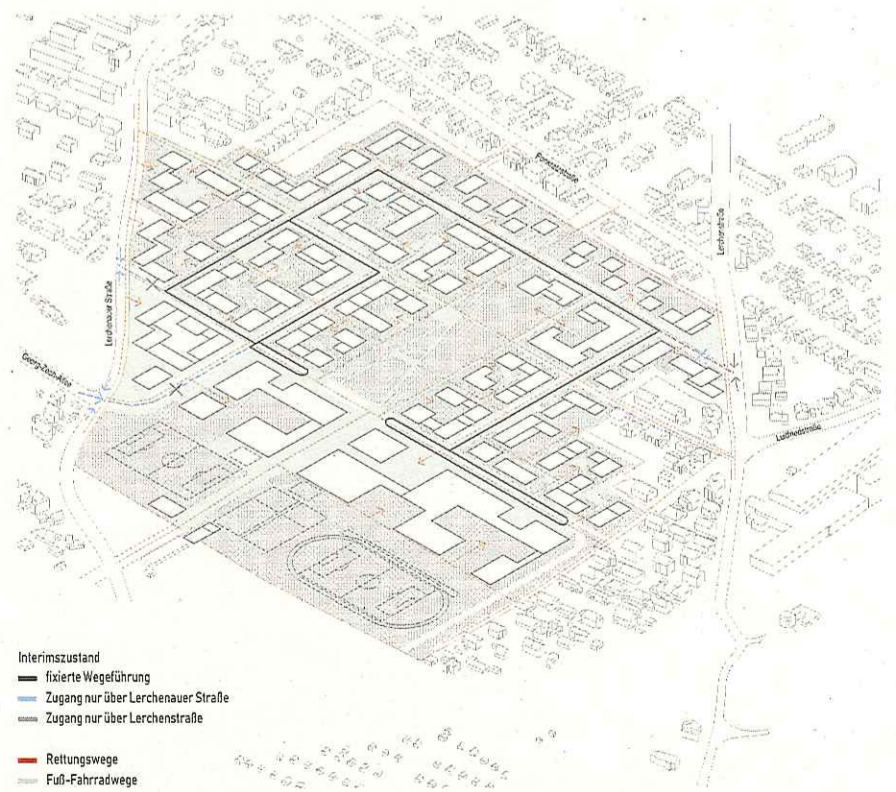 Ponkratzstraße
Lerchenstraße
Lerchenauer Straße
Georg-Zech-Allee
Interimszustand
fixierte Wegeführung
Zugang nur über Lerchenauer Straße
Zugang nur über Lerchenstraße
Rettungswege
Fuß-Fahrradwege